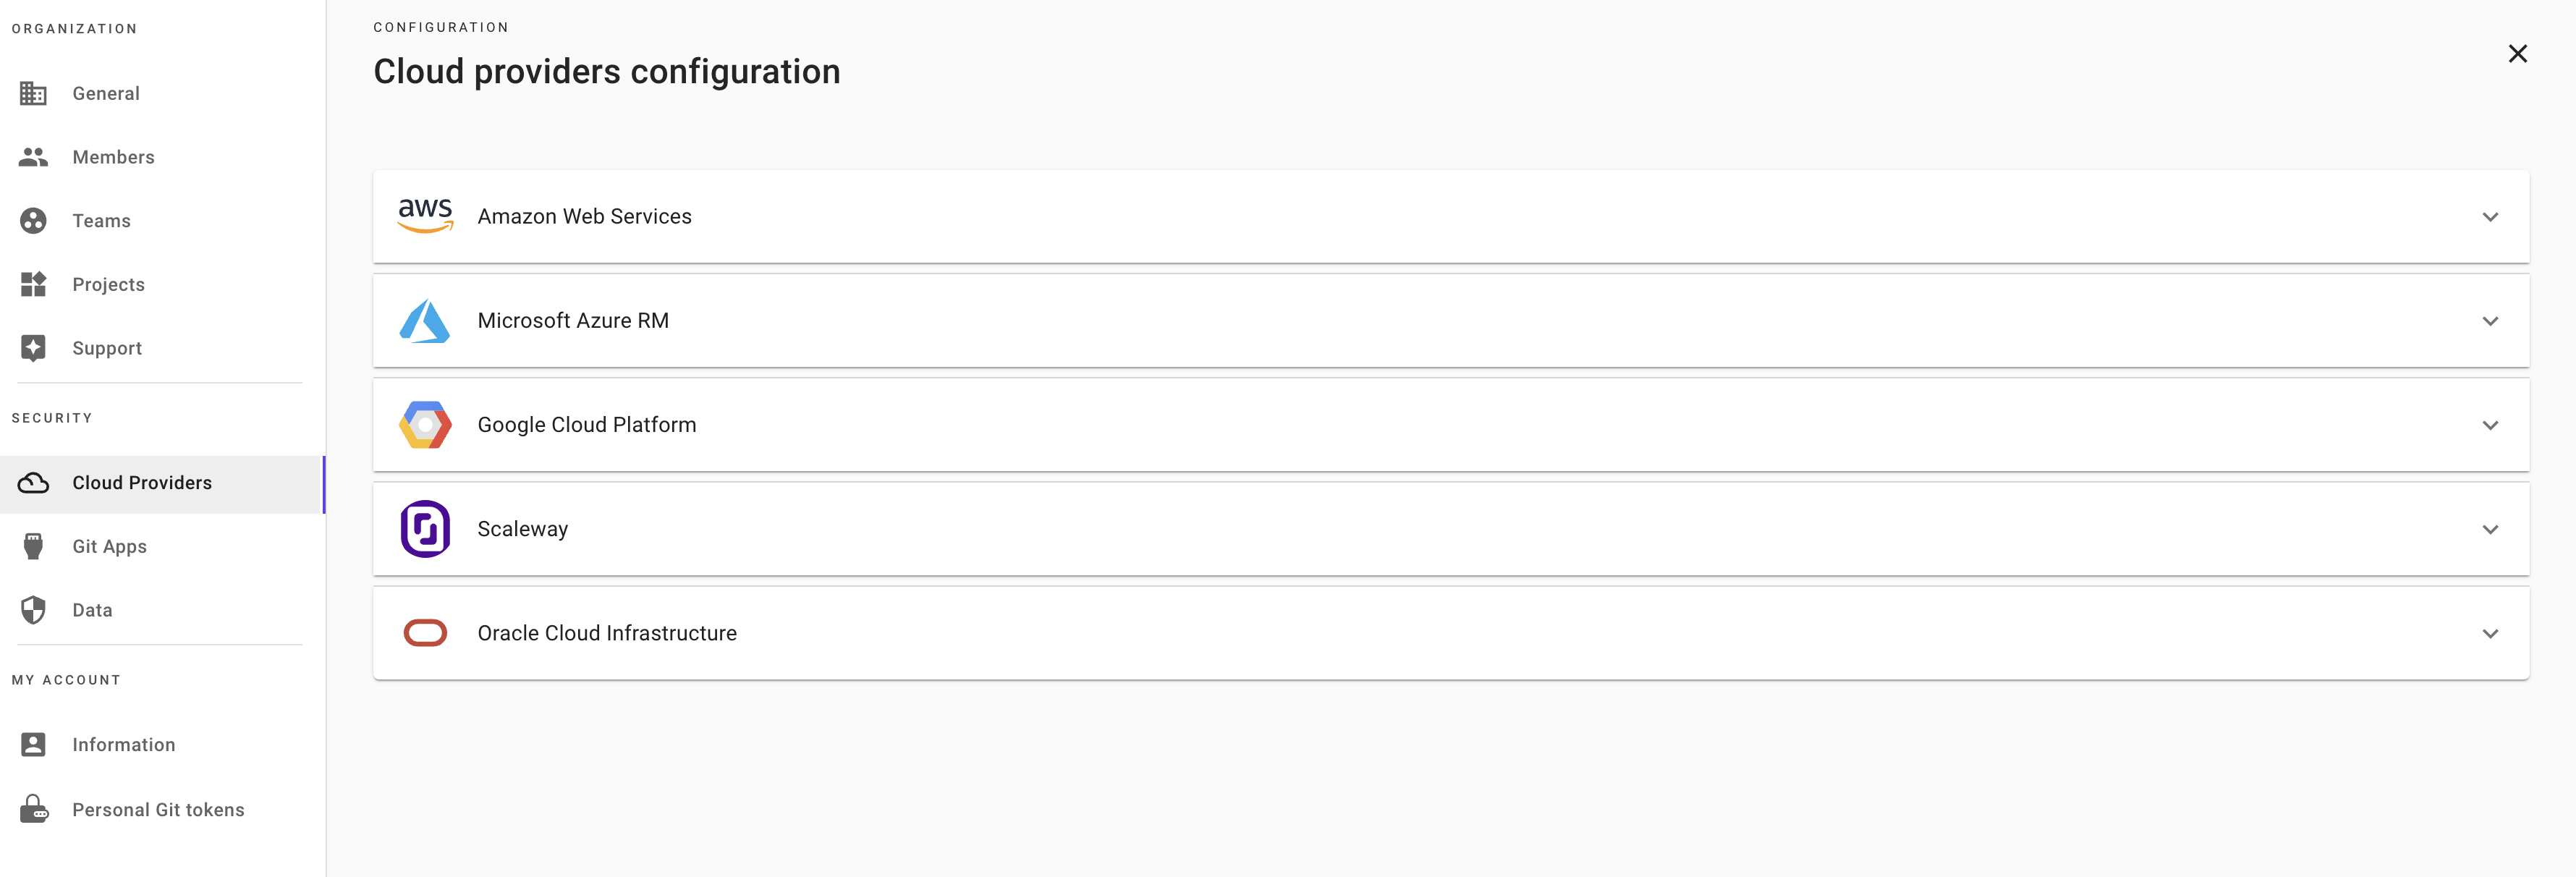 ORGANIZATION
General
Members
Teams
Projects
Support
SECURITY
Cloud Providers
Git Apps
Data
MY ACCOUNT
Information
Personal Git tokens
CONFIGURATION
Cloud providers configuration
aws
Amazon Web Services
Microsoft Azure RM
Google Cloud Platform
Scaleway
Oracle Cloud Infrastructure